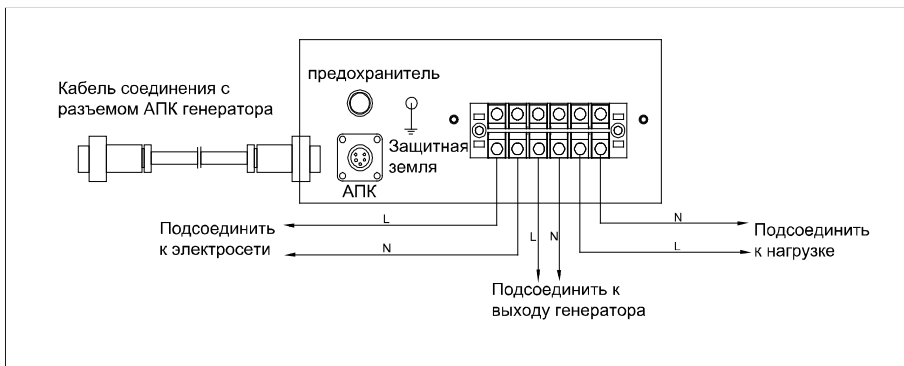 Кабель соединения с
разъемом АПК генератора
предохранитель
Защитная
земля
АПК
Подсоединить
к электросети
L
N
L N
Подсоединить к
выходу генератора
N
L
Подсоединить
к нагрузке